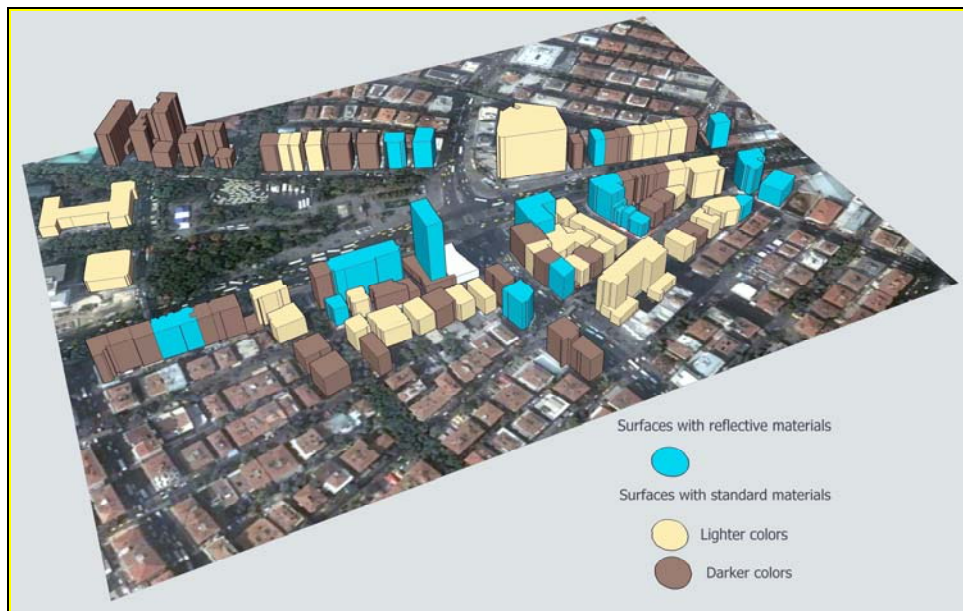 Surfaces with reflective materials
Surfaces with standard materials
Lighter colors
Darker colors